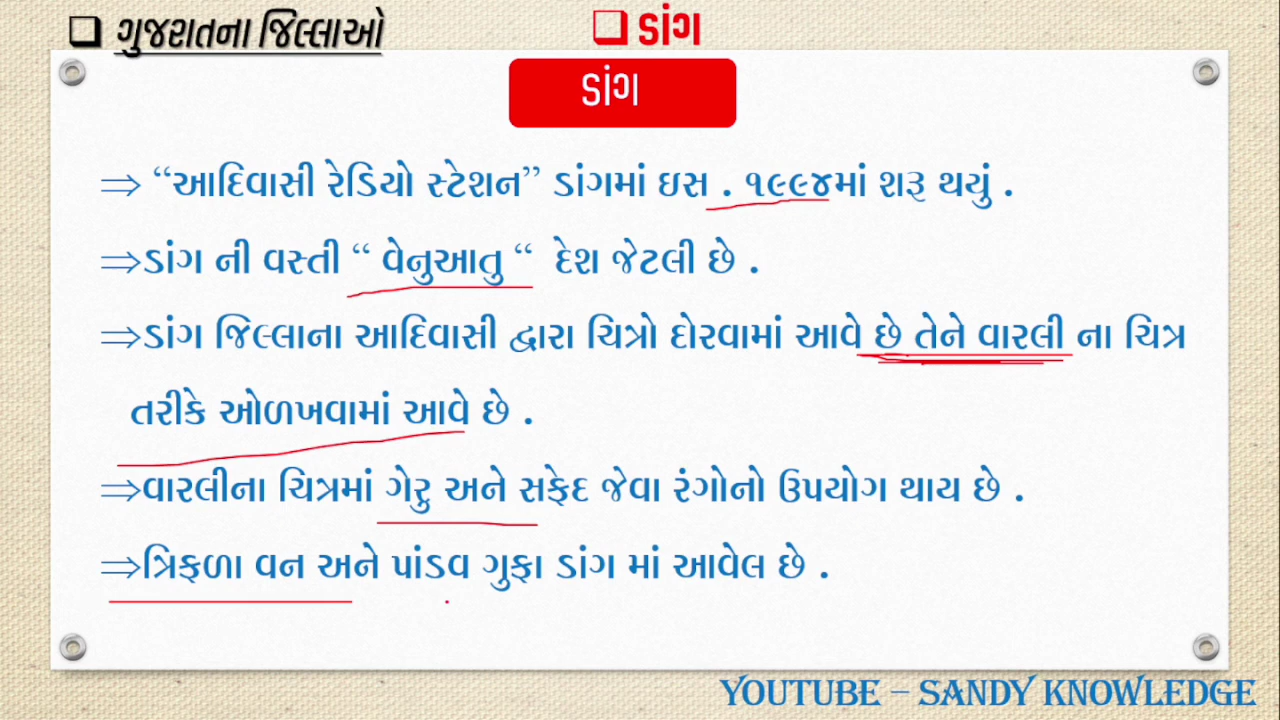 ❑ ગુજરાતના જિલ્લાઓ
❑ ડાંગ
ડાંગ
⇒ “આદિવાસી રેડિયો સ્ટેશન” ડાંગમાં ઇસ . ૧૯૯૪માં શરૂ થયું .
⇒ડાંગ ની વસ્તી “ વેનુઆતુ “ દેશ જેટલી છે .
⇒ડાંગ જિલ્લાના આદિવાસી દ્વારા ચિત્રો દોરવામાં આવે છે તેને વારલી ના ચિત્ર
તરીકે ઓળખવામાં આવે છે .
⇒વારલીના ચિત્રમાં ગેરુ અને સફેદ જેવા રંગોનો ઉપયોગ થાય છે .
⇒ત્રિફળા વન અને પાંડવ ગુફા ડાંગ માં આવેલ છે .
YOUTUBE – SANDY KNOWLEDGE